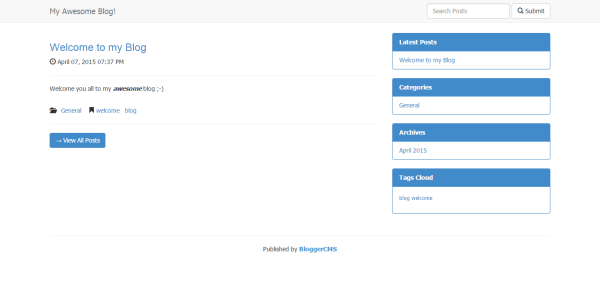 My Awesome Blog!
Search Posts
Submit
Welcome to my Blog
April 07, 2015 07:37 PM
Welcome you all to my awesome blog ;-)
General welcome blog
→ View All Posts
Latest Posts
Welcome to my Blog
Categories
General
Archives
April 2015
Tags Cloud
blog welcome
Published by BloggerCMS